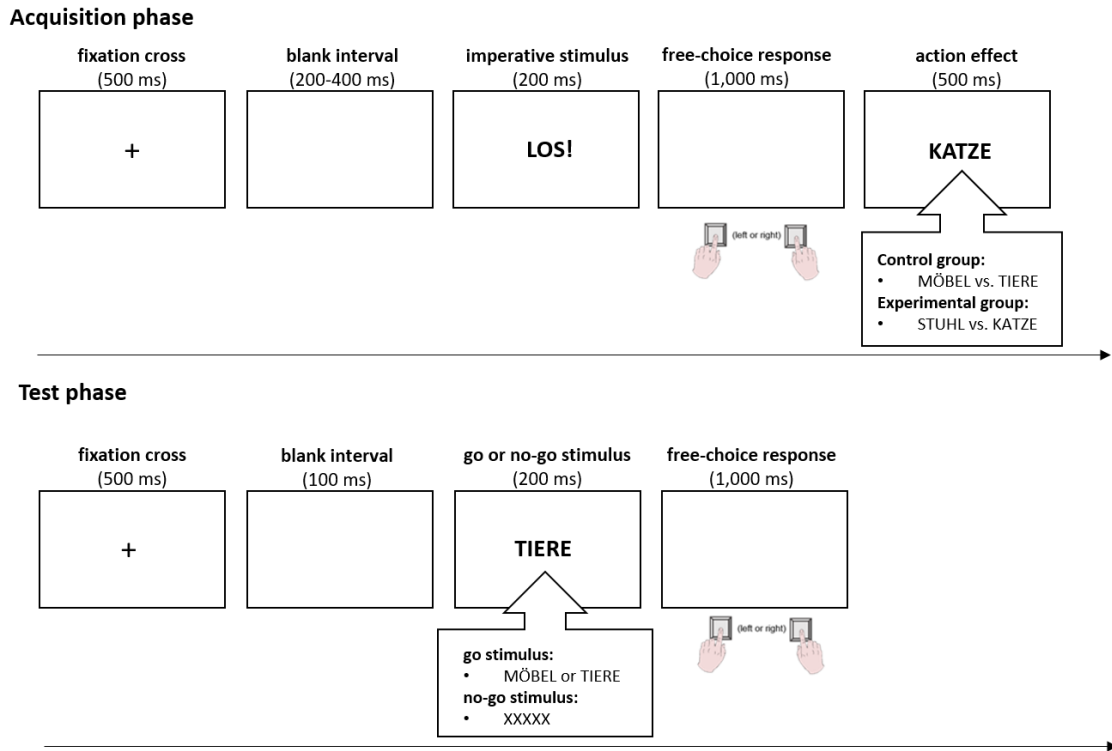 Acquisition phase
fixation cross
(500 ms)
blank interval
(200-400 ms)
imperative stimulus
(200 ms)
free-choice response
(1,000 ms)
action effect
(500 ms)
+
LOS!
KATZE
(left or right)
Control group:
• MÖBEL vs. TIERE
Experimental group:
• STUHL vs. KATZE
Test phase
fixation cross
(500 ms)
blank interval
(100 ms)
go or no-go stimulus
(200 ms)
free-choice response
(1,000 ms)
+
TIERE
(left or right)
go stimulus:
• MÖBEL or TIERE
no-go stimulus:
• XXXXX